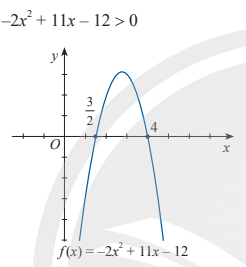 −2x² + 11x − 12 > 0
y
3/2
4
O
x
f(x) = −2x² + 11x − 12